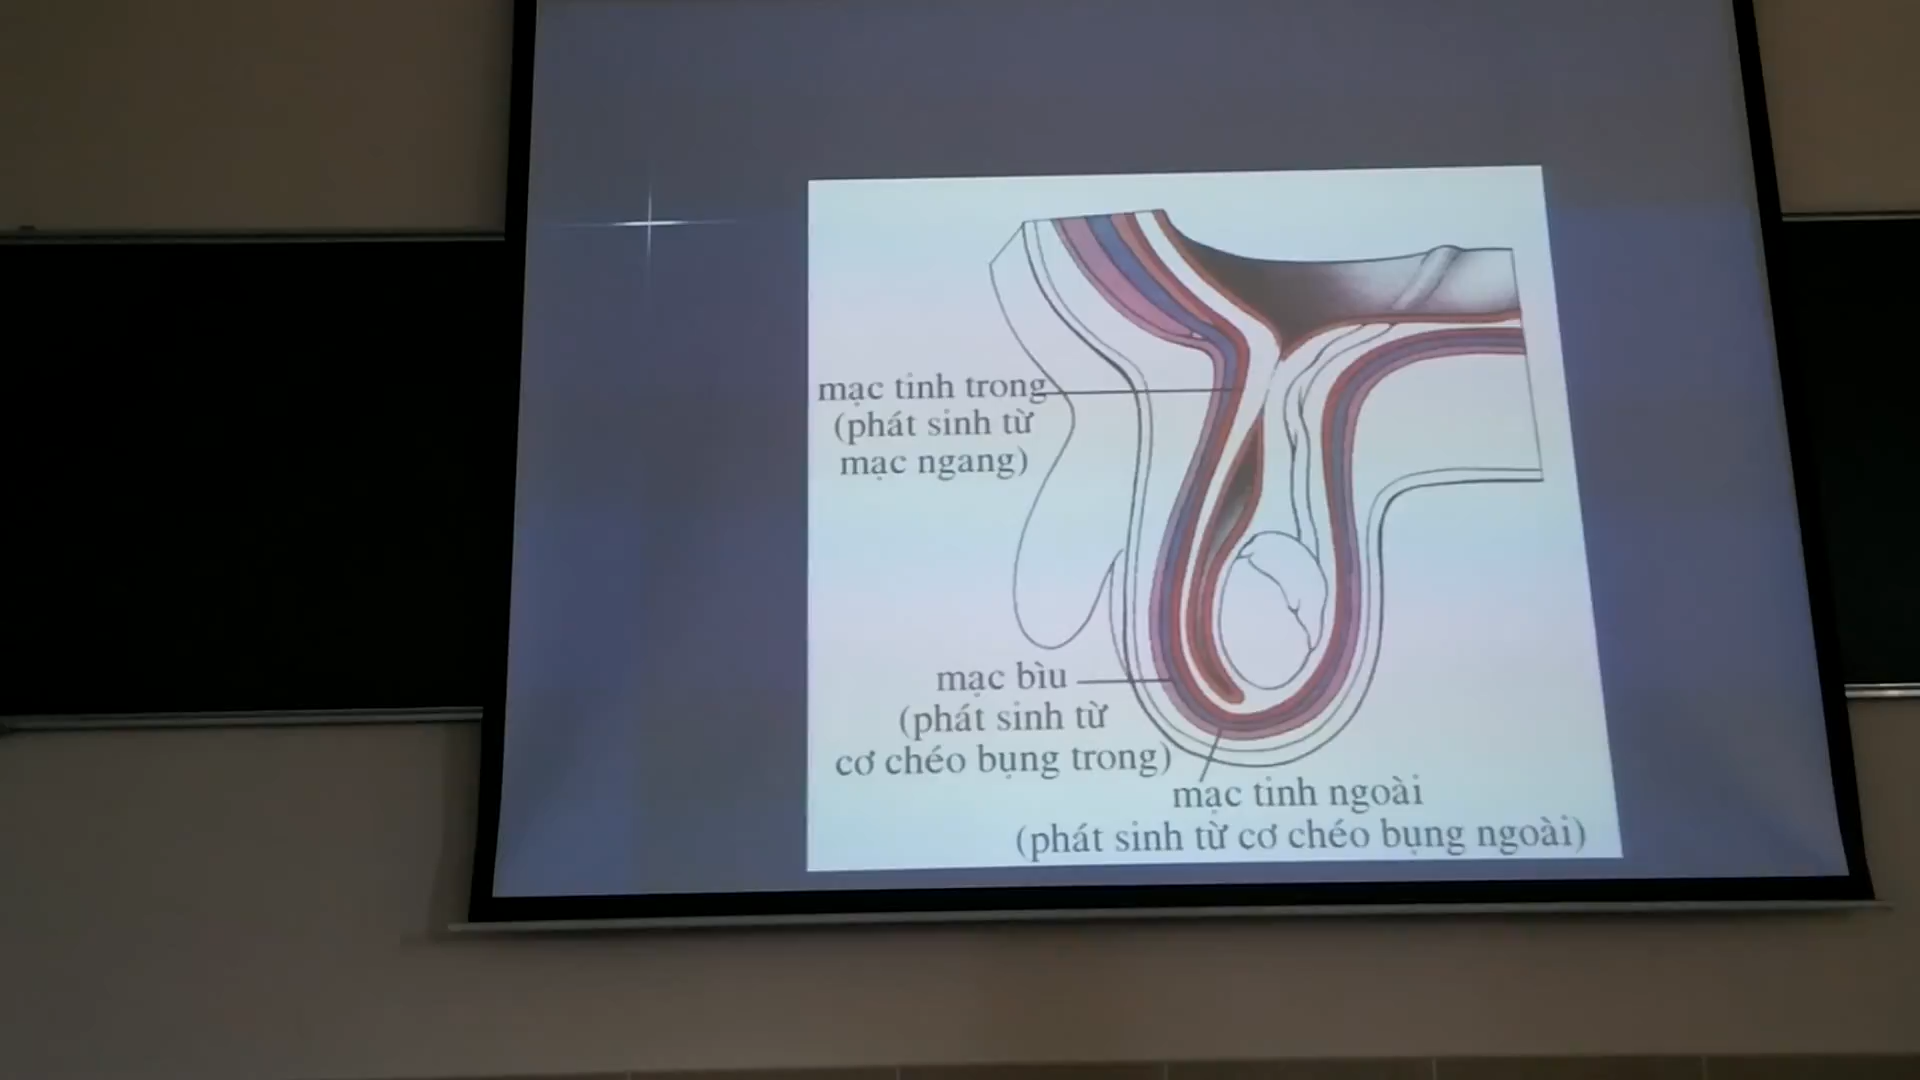 mạc tinh trong
(phát sinh từ
mạc ngang)
mạc bìu
(phát sinh từ
cơ chéo bụng trong)
mạc tinh ngoài
(phát sinh từ cơ chéo bụng ngoài)